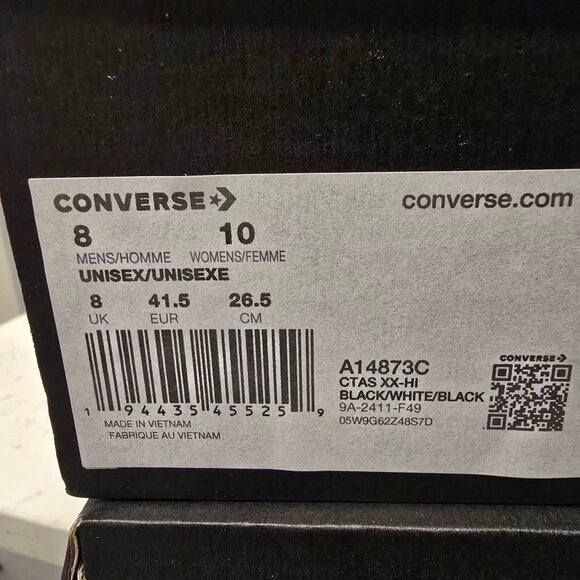 CONVERSE converse.com
8 10
MENS/HOMME WOMENS/FEMME
UNISEX/UNISEXE
8 41.5 26.5
UK EUR CM
A14873C
CTAS XX-HI
BLACK/WHITE/BLACK
9A-2411-F49
05W9G62Z48S7D
CONVERSE
1 94435 45525 9
MADE IN VIETNAM
FABRIQUE AU VIETNAM